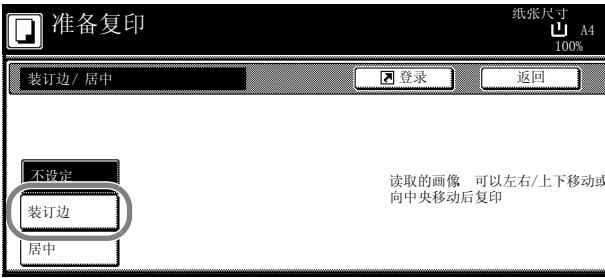 准备复印
纸张尺寸
A4
100%
装订边/ 居中
登录
返回
不设定
装订边
居中
读取的画像 可以左右/上下移动或
向中央移动后复印